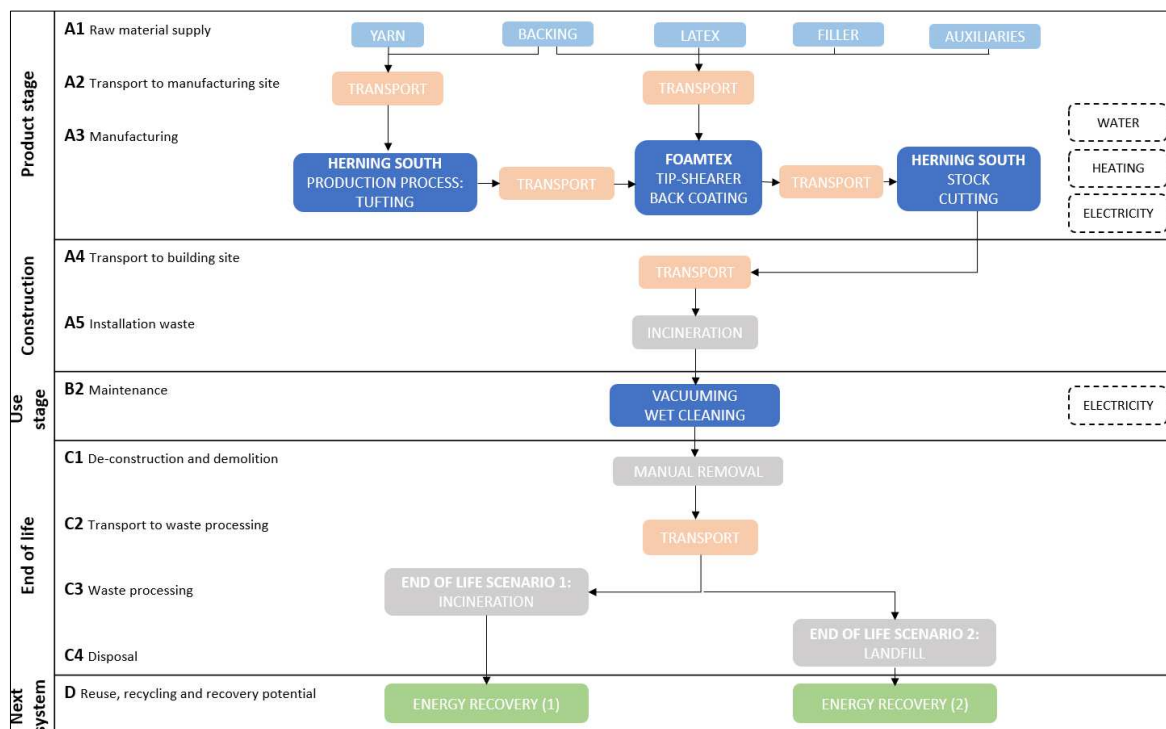 Product stage
A1 Raw material supply
YARN
BACKING
LATEX
FILLER
AUXILIARIES
A2 Transport to manufacturing site
TRANSPORT
TRANSPORT
A3 Manufacturing
WATER
HEATING
ELECTRICITY
HERNING SOUTH
PRODUCTION PROCESS:
TUFTING
TRANSPORT
FOAMTEX
TIP-SHEARER
BACK COATING
TRANSPORT
HERNING SOUTH
STOCK
CUTTING
Construction
A4 Transport to building site
TRANSPORT
A5 Installation waste
INCINERATION
Use
stage
B2 Maintenance
VACUUMING
WET CLEANING
ELECTRICITY
End of life
C1 De-construction and demolition
MANUAL REMOVAL
C2 Transport to waste processing
TRANSPORT
C3 Waste processing
END OF LIFE SCENARIO 1:
INCINERATION
C4 Disposal
END OF LIFE SCENARIO 2:
LANDFILL
Next
system
D Reuse, recycling and recovery potential
ENERGY RECOVERY (1)
ENERGY RECOVERY (2)